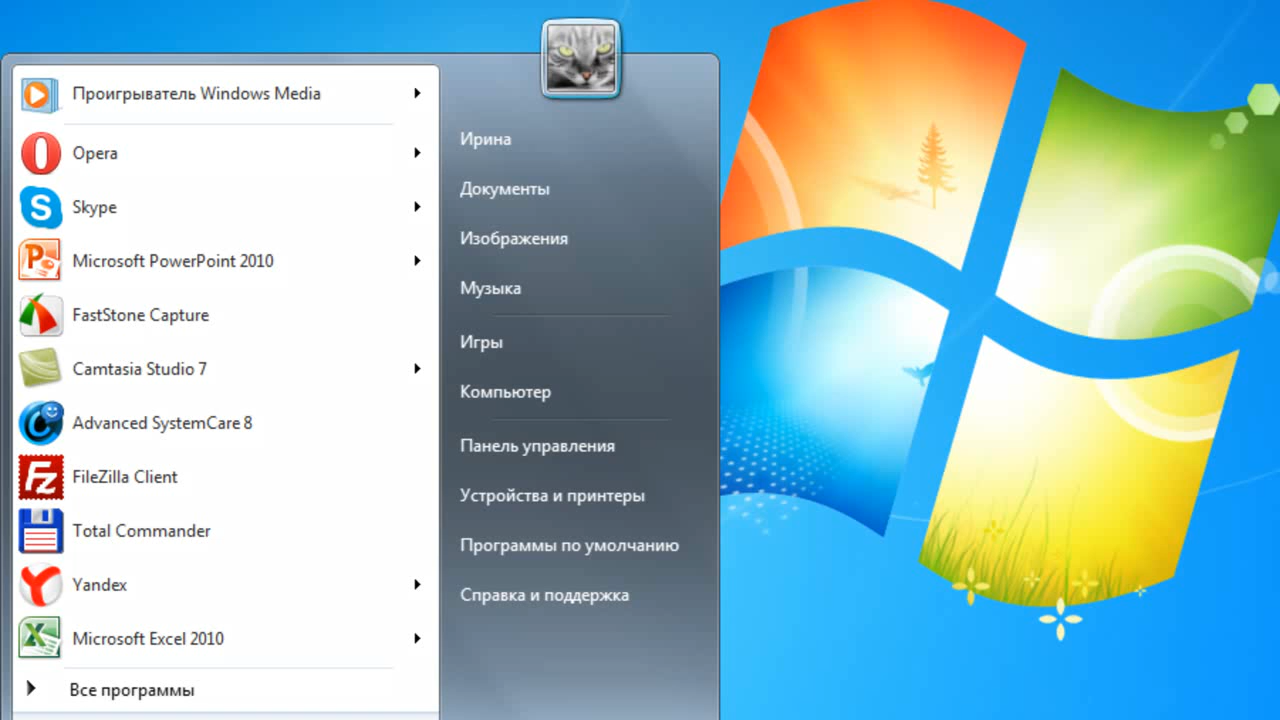 Проигрыватель Windows Media
Opera
Skype
Microsoft PowerPoint 2010
FastStone Capture
Camtasia Studio 7
Advanced SystemCare 8
FileZilla Client
Total Commander
Yandex
Microsoft Excel 2010
Все программы
Ирина
Документы
Изображения
Музыка
Игры
Компьютер
Панель управления
Устройства и принтеры
Программы по умолчанию
Справка и поддержка